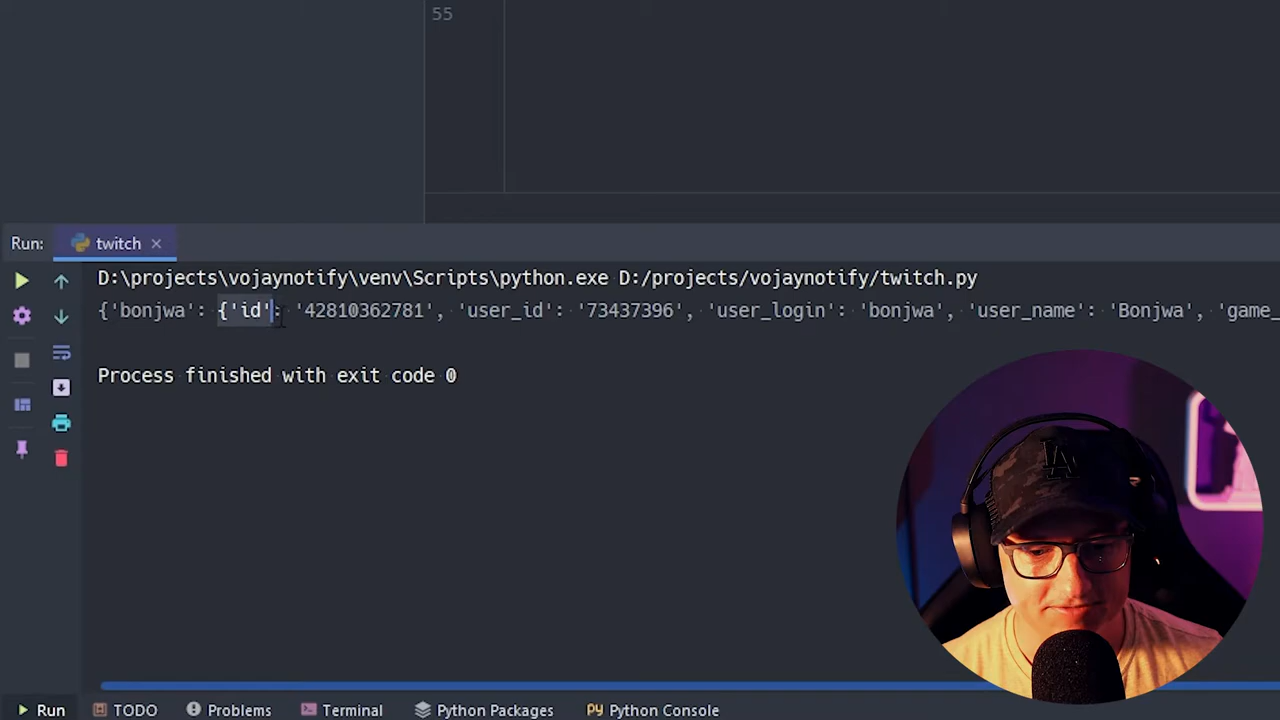 55
Run: twitch
D:\projects\vojaynotify\venv\Scripts\python.exe D:/projects/vojaynotify/twitch.py
{'bonjwa': {'id': '42810362781', 'user_id': '73437396', 'user_login': 'bonjwa', 'user_name': 'Bonjwa', 'game_
Process finished with exit code 0
LA
Run TODO Problems Terminal Python Packages Python Console